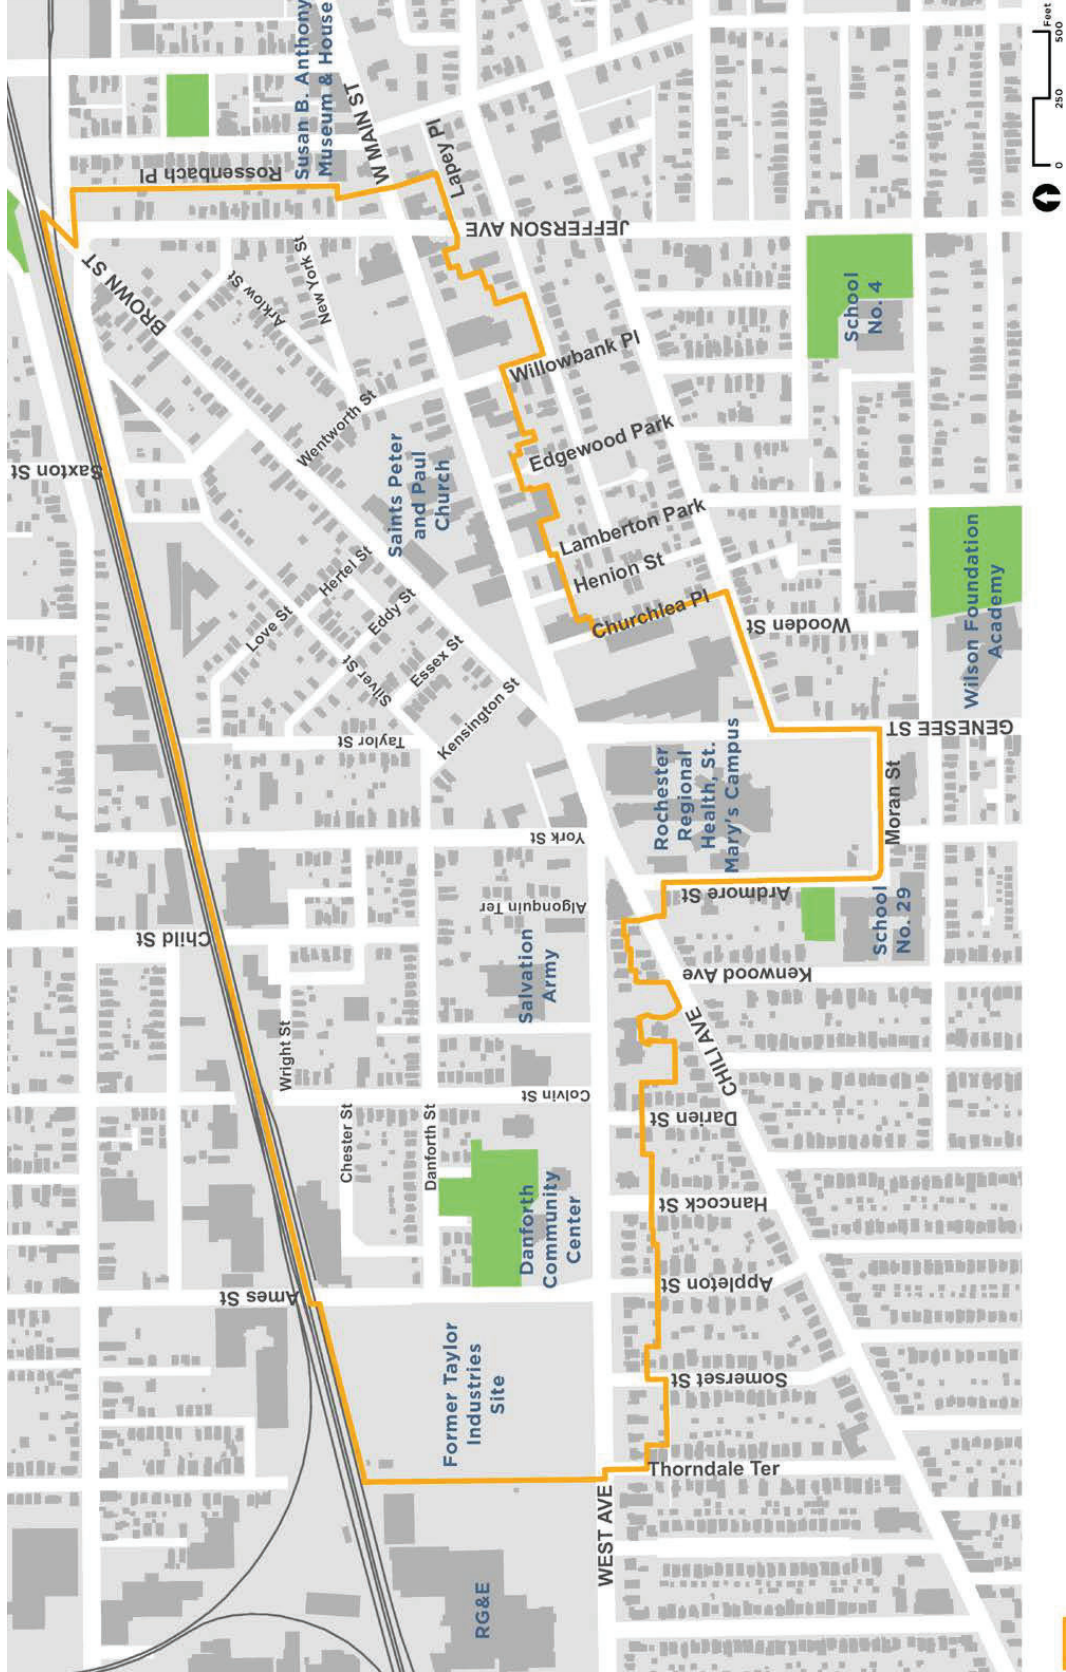 Susan B. Anthony
Museum & House
W MAIN ST
Rossenbach Pl
Lapey Pl
JEFFERSON AVE
BROWN ST
Arklow St
New York St
School
No. 4
Willowbank Pl
Saxton St
Wentworth St
Edgewood Park
Saints Peter
and Paul
Church
Lamberton Park
Henion St
Hertel St
Love St
Eddy St
Churchlea Pl
Wooden St
Wilson Foundation
Academy
Silver St
Essex St
Kensington St
Taylor St
GENESEE ST
Rochester
Regional
Health, St.
Mary's Campus
Moran St
York St
Ardmore St
Algonquin Ter
School
No. 29
Child St
Salvation
Army
Kenwood Ave
Wright St
CHILI AVE
Colvin St
Darien St
Chester St
Danforth St
Danforth
Community
Center
Hancock St
Ames St
Appleton St
Former Taylor
Industries
Site
Somerset St
Thorndale Ter
WEST AVE
RG&E
0 250 500
Feet